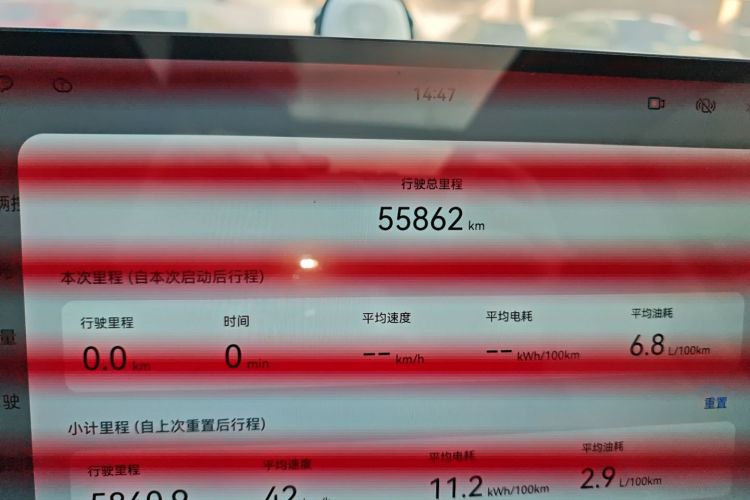 14:47
行驶总里程
55862 km
本次里程 (自本次启动后行程)
行驶里程 时间 平均速度 平均电耗 平均油耗
0.0 km 0 min -- km/h -- kWh/100km 6.8 L/100km
量
驶
重置
小计里程 (自上次重置后行程)
行驶里程 平均速度 平均电耗 平均油耗
42 km/h 11.2 kWh/100km 2.9 L/100km